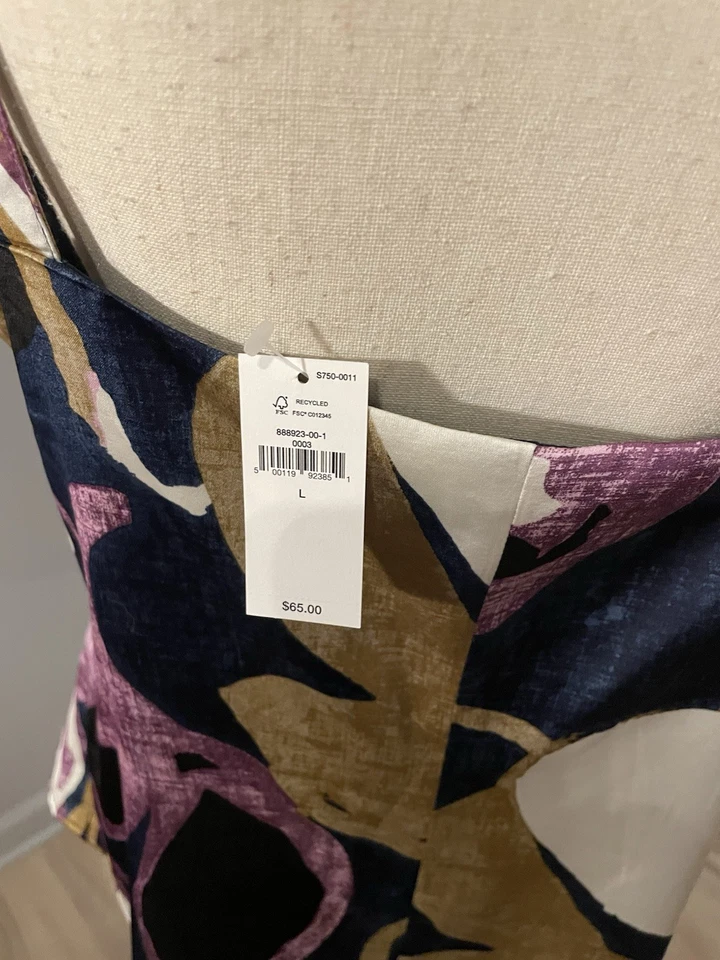 S750-0011
RECYCLED
FSC FSC® C012345
888923-00-1
0003
5 00119 92385 1
L
$65.00